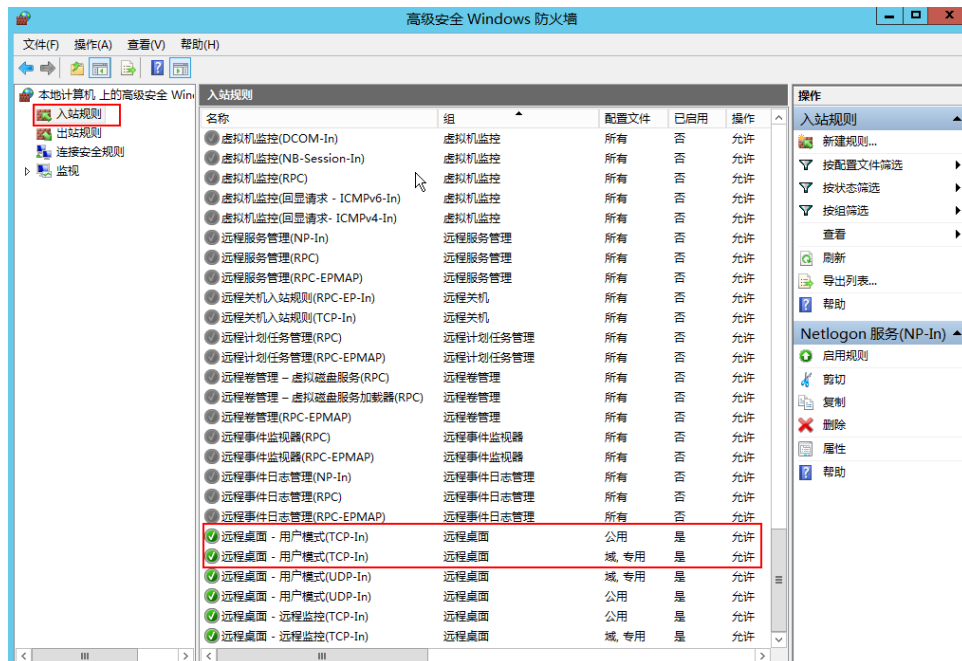 高级安全 Windows 防火墙
文件(F) 操作(A) 查看(V) 帮助(H)
本地计算机 上的高级安全 Win
入站规则
出站规则
连接安全规则
监视
入站规则
名称 组 配置文件 已启用 操作
虚拟机监控(DCOM-In) 虚拟机监控 所有 否 允许
虚拟机监控(NB-Session-In) 虚拟机监控 所有 否 允许
虚拟机监控(RPC) 虚拟机监控 所有 否 允许
虚拟机监控(回显请求 - ICMPv6-In) 虚拟机监控 所有 否 允许
虚拟机监控(回显请求- ICMPv4-In) 虚拟机监控 所有 否 允许
远程服务管理(NP-In) 远程服务管理 所有 否 允许
远程服务管理(RPC) 远程服务管理 所有 否 允许
远程服务管理(RPC-EPMAP) 远程服务管理 所有 否 允许
远程关机入站规则(RPC-EP-In) 远程关机 所有 否 允许
远程关机入站规则(TCP-In) 远程关机 所有 否 允许
远程计划任务管理(RPC) 远程计划任务管理 所有 否 允许
远程计划任务管理(RPC-EPMAP) 远程计划任务管理 所有 否 允许
远程卷管理 – 虚拟磁盘服务(RPC) 远程卷管理 所有 否 允许
远程卷管理 – 虚拟磁盘服务加载器(RPC) 远程卷管理 所有 否 允许
远程卷管理(RPC-EPMAP) 远程卷管理 所有 否 允许
远程事件监视器(RPC) 远程事件监视器 所有 否 允许
远程事件监视器(RPC-EPMAP) 远程事件监视器 所有 否 允许
远程事件日志管理(NP-In) 远程事件日志管理 所有 否 允许
远程事件日志管理(RPC) 远程事件日志管理 所有 否 允许
远程事件日志管理(RPC-EPMAP) 远程事件日志管理 所有 否 允许
远程桌面 - 用户模式(TCP-In) 远程桌面 公用 是 允许
远程桌面 - 用户模式(TCP-In) 远程桌面 域, 专用 是 允许
远程桌面 - 用户模式(UDP-In) 远程桌面 域, 专用 是 允许
远程桌面 - 用户模式(UDP-In) 远程桌面 公用 是 允许
远程桌面 - 远程监控(TCP-In) 远程桌面 公用 是 允许
远程桌面 - 远程监控(TCP-In) 远程桌面 域, 专用 是 允许
操作
入站规则
新建规则...
按配置文件筛选
按状态筛选
按组筛选
查看
刷新
导出列表...
帮助
Netlogon 服务(NP-In)
启用规则
剪切
复制
删除
属性
帮助